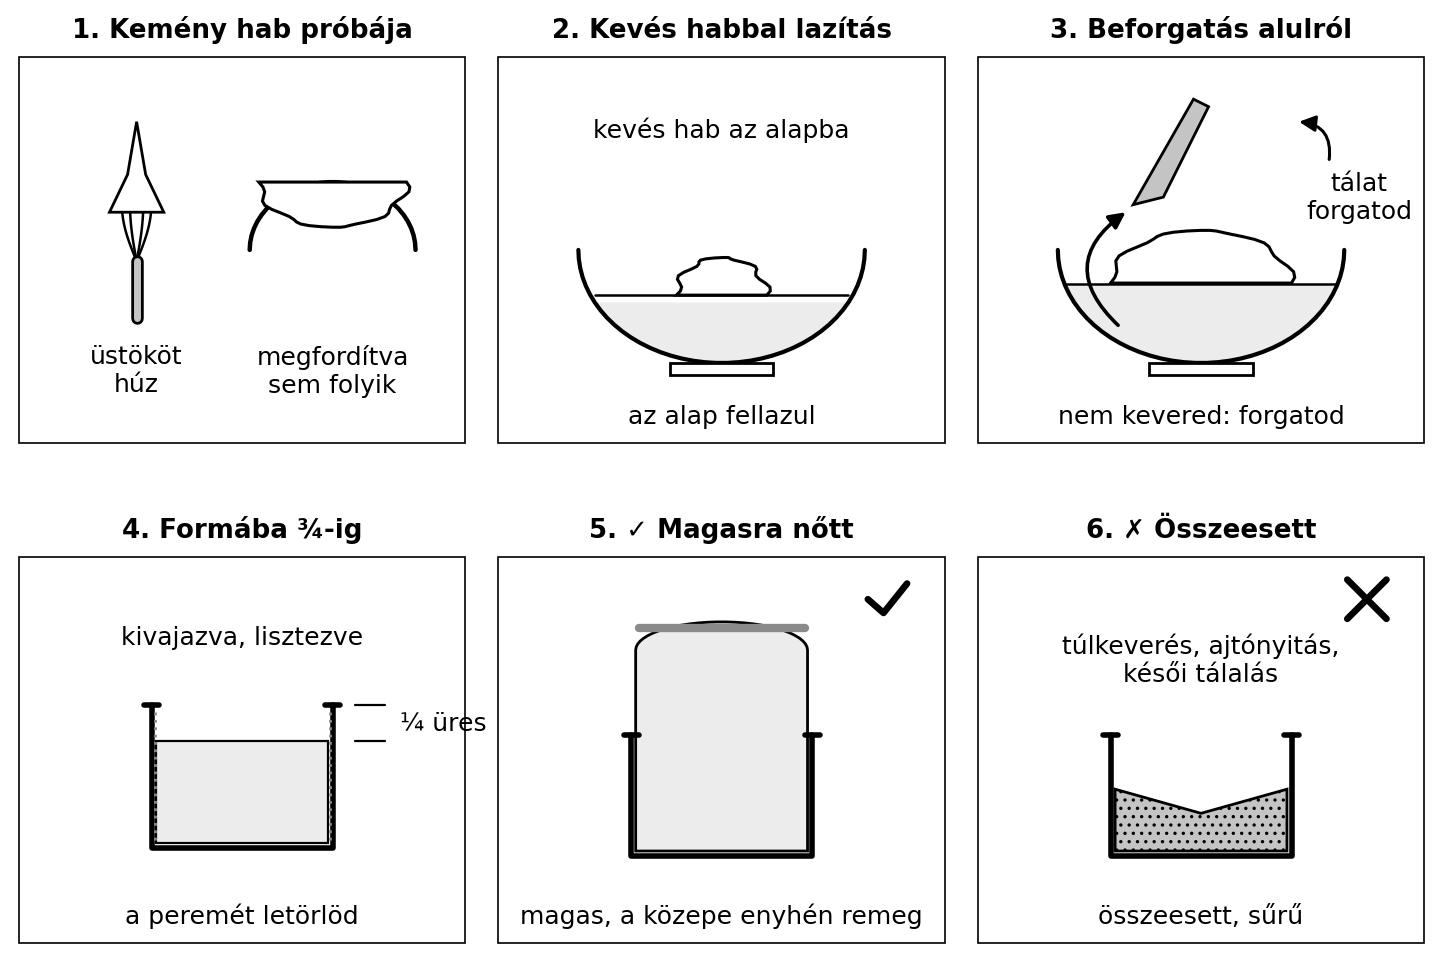 1. Kemény hab próbája
üstököt
húz
megfordítva
sem folyik
2. Kevés habbal lazítás
kevés hab az alapba
az alap fellazul
3. Beforgatás alulról
tálat
forgatod
nem kevered: forgatod
4. Formába ¾-ig
kivajazva, lisztezve
¼ üres
a peremét letörlöd
5. ✓ Magasra nőtt
magas, a közepe enyhén remeg
6. ✗ Összeesett
túlkeverés, ajtónyitás,
késői tálalás
összeesett, sűrű